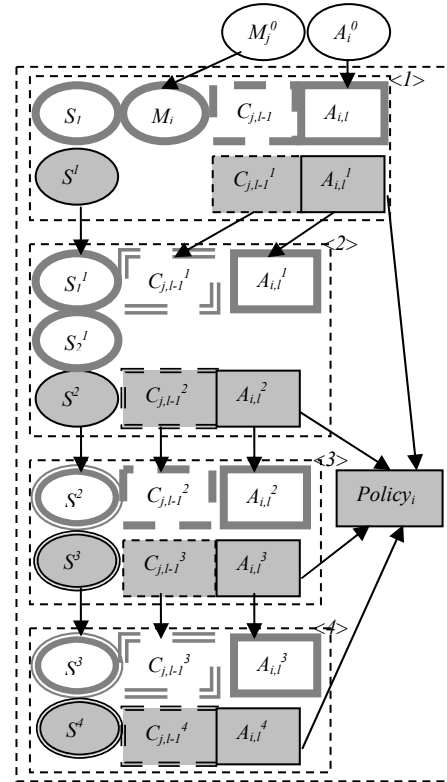 M_j^0 A_i^0
<1>
S_1 M_i C_{j,l-1} A_{i,l}
S^1 C_{j,l-1}^1 A_{i,l}^1
<2>
S_1^1 C_{j,l-1}^1 A_{i,l}^1
S_2^1
S^2 C_{j,l-1}^2 A_{i,l}^2
<3>
S^2 C_{j,l-1}^2 A_{i,l}^2 Policy_i
S^3 C_{j,l-1}^3 A_{i,l}^3
<4>
S^3 C_{j,l-1}^3 A_{i,l}^3
S^4 C_{j,l-1}^4 A_{i,l}^4